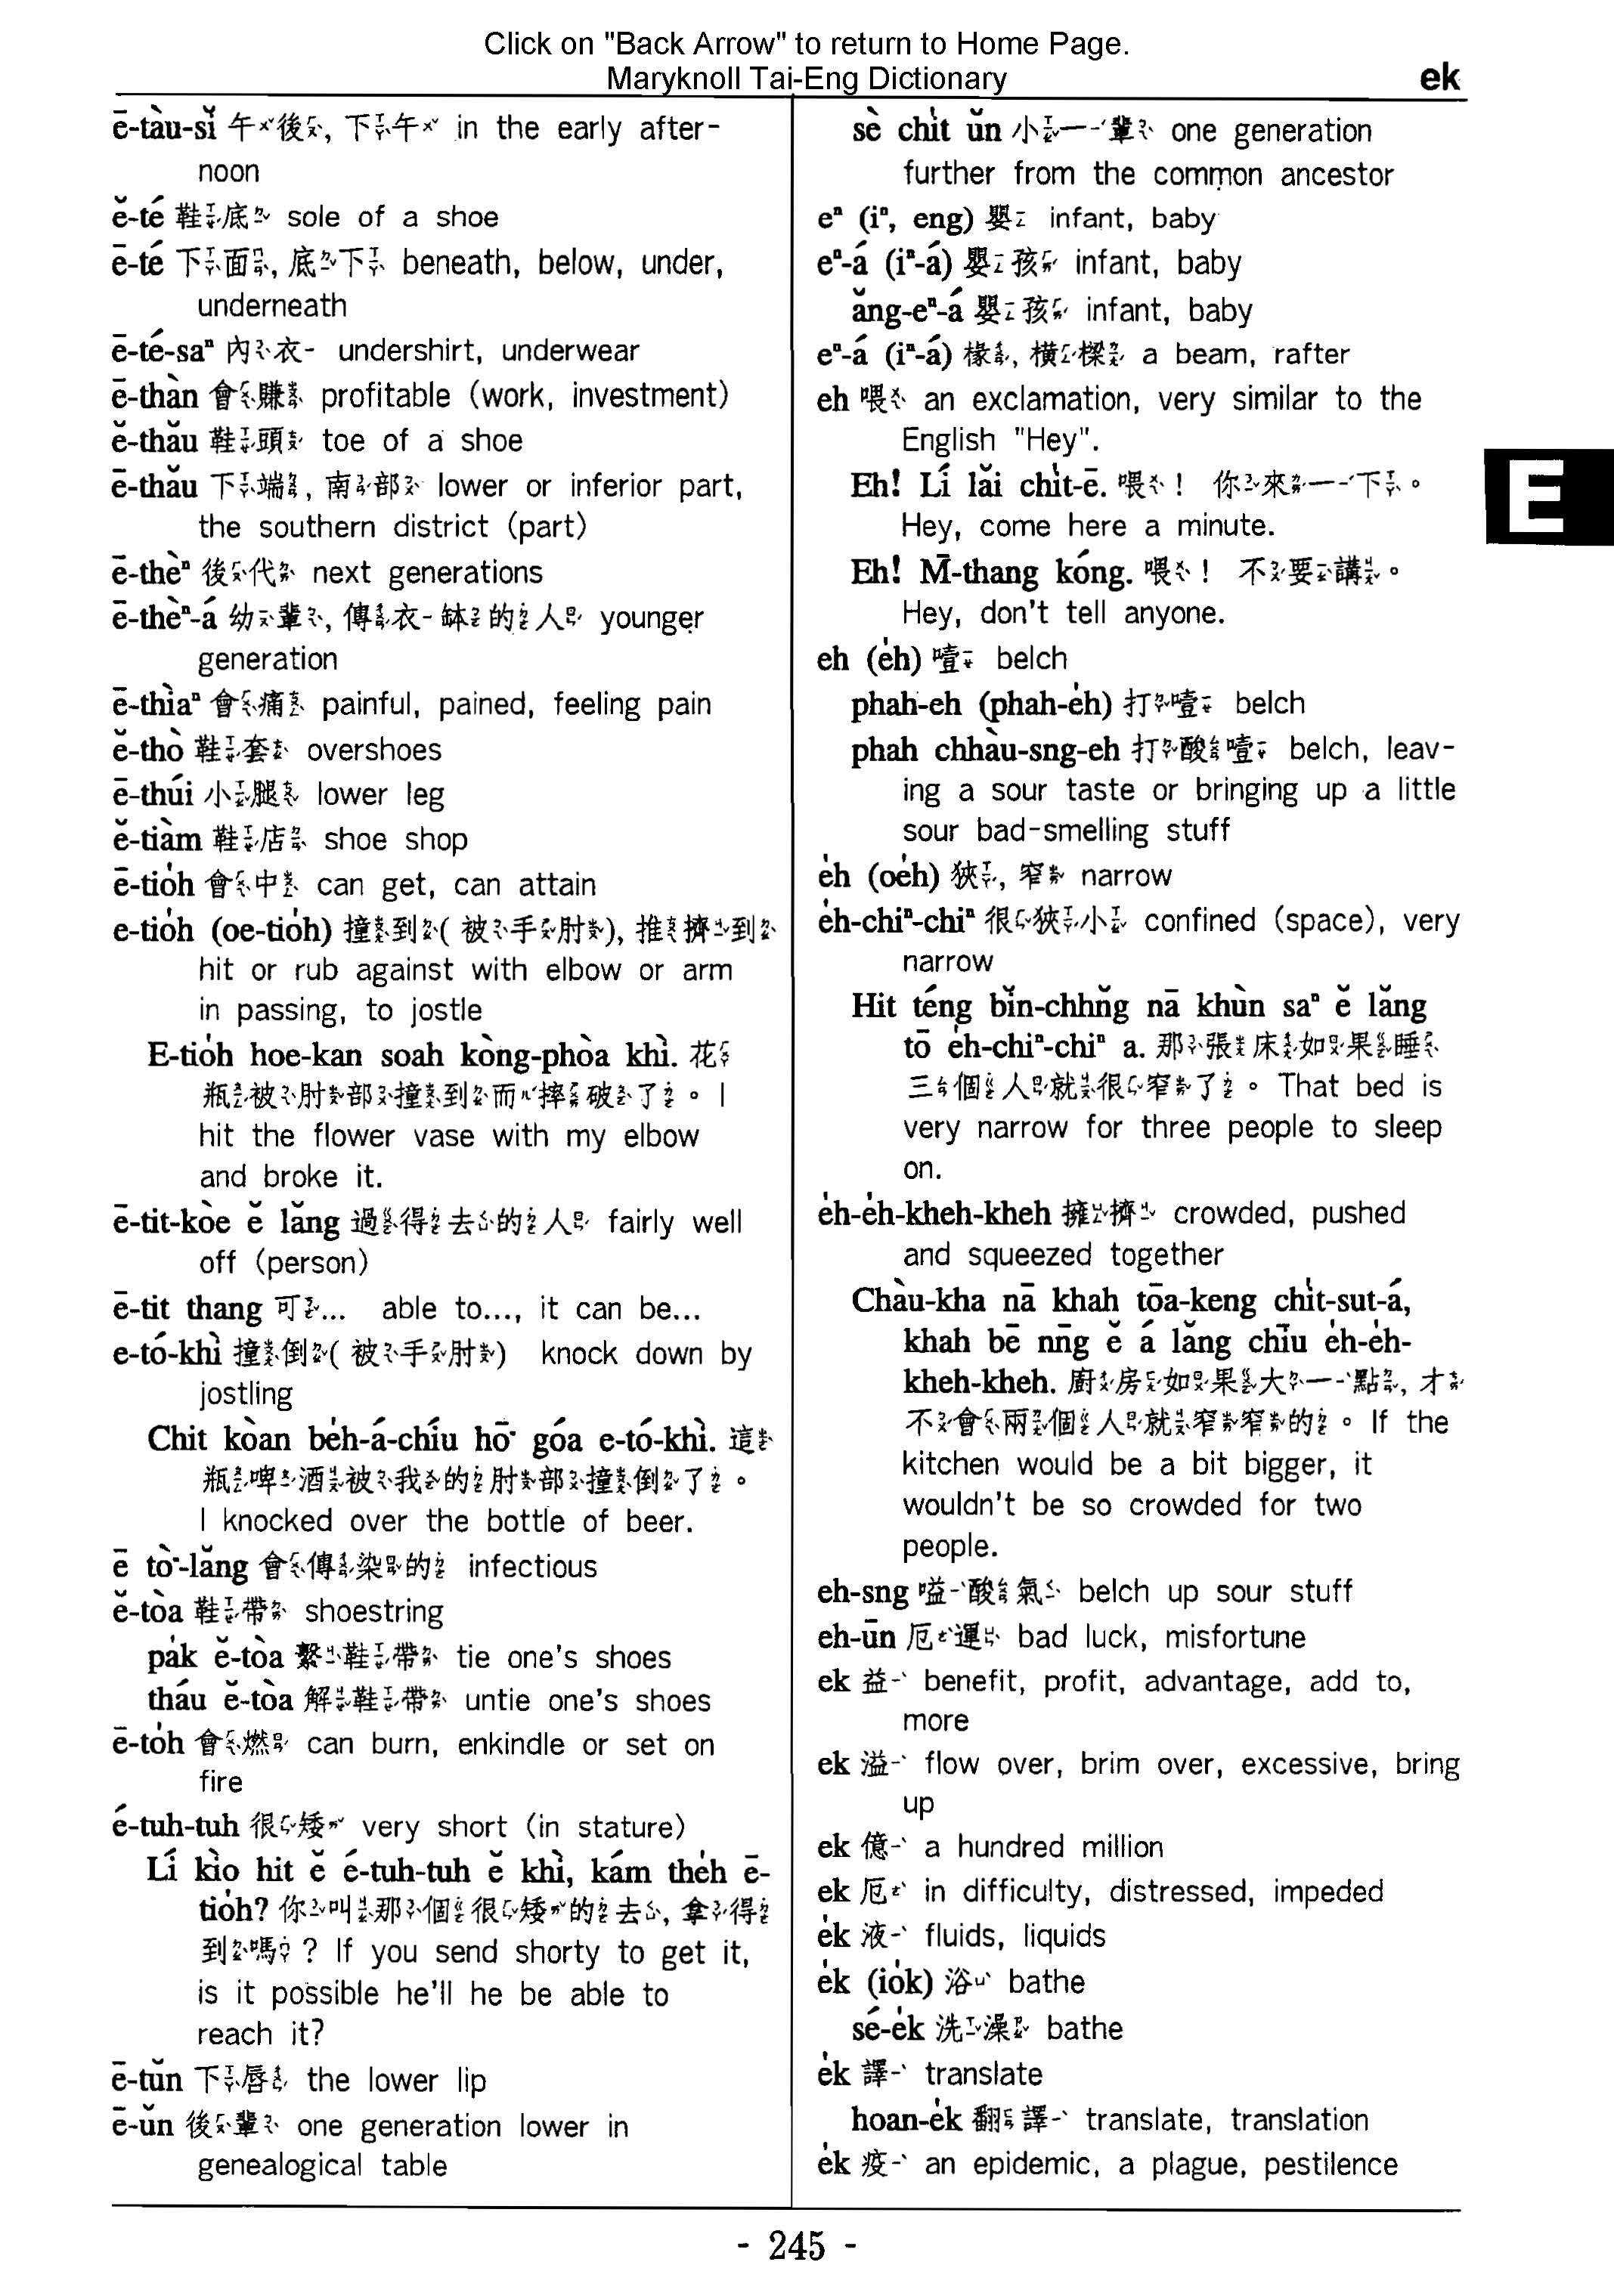 Click on "Back Arrow" to return to Home Page.
Maryknoll Tai-Eng Dictionary
ek
ē-tàu-sǐ 午後, 下午 in the early after-
noon
ě-té 鞋底 sole of a shoe
ē-té 下面, 底下 beneath, below, under,
underneath
ē-té-saⁿ 內衣 undershirt, underwear
ē-thàn 會賺 profitable (work, investment)
ě-thǎu 鞋頭 toe of a shoe
ē-thǎu 下端, 南部 lower or inferior part,
the southern district (part)
ē-thèⁿ 後代 next generations
ē-thèⁿ-á 幼輩, 傳衣缽的人 younger
generation
ē-thìaⁿ 會痛 painful, pained, feeling pain
ě-thò 鞋套 overshoes
ē-thúi 小腿 lower leg
ě-tiàm 鞋店 shoe shop
ē-tio̍h 會中 can get, can attain
e-tio̍h (oe-tio̍h) 撞到(被手肘), 推擠到
hit or rub against with elbow or arm
in passing, to jostle
E-tio̍h hoe-kan soah kòng-phòa khì. 花
瓶被肘部撞到而摔破了。 I
hit the flower vase with my elbow
and broke it.
ē-tit-kòe ě lǎng 過得去的人 fairly well
off (person)
ē-tit thang 可... able to..., it can be...
e-tó-khì 撞倒(被手肘) knock down by
jostling
Chit kòan be̍h-á-chíu hō· góa e-tó-khì. 這
瓶啤酒被我的肘部撞倒了。
I knocked over the bottle of beer.
ē tò·-lǎng 會傳染的 infectious
ě-tòa 鞋帶 shoestring
pa̍k ě-tòa 繫鞋帶 tie one's shoes
tháu ě-tòa 解鞋帶 untie one's shoes
ē-to̍h 會燃 can burn, enkindle or set on
fire
é-tuh-tuh 很矮 very short (in stature)
Lí kìo hit ě é-tuh-tuh ě khì, kám the̍h ē-
tio̍h? 你叫那個很矮的去, 拿得
到嗎? If you send shorty to get it,
is it possible he'll he be able to
reach it?
ē-tǔn 下唇 the lower lip
ē-ǔn 後輩 one generation lower in
genealogical table
sè chi̍t ǔn 小一輩 one generation
further from the common ancestor
eⁿ (iⁿ, eng) 嬰 infant, baby
eⁿ-á (iⁿ-á) 嬰孩 infant, baby
ǎng-eⁿ-á 嬰孩 infant, baby
eⁿ-á (iⁿ-á) 椽, 橫樑 a beam, rafter
eh 喂 an exclamation, very similar to the
English "Hey".
Eh! Lí lǎi chi̍t-ē. 喂! 你來一下。
Hey, come here a minute.
Eh! M̄-thang kóng. 喂! 不要講。
Hey, don't tell anyone.
eh (e̍h) 噎 belch
phah-eh (phah-e̍h) 打噎 belch
phah chhàu-sng-eh 打酸噎 belch, leav-
ing a sour taste or bringing up a little
sour bad-smelling stuff
e̍h (oe̍h) 狹, 窄 narrow
e̍h-chiⁿ-chiⁿ 很狹小 confined (space), very
narrow
Hit téng bǐn-chhňg nā khùn saⁿ ě lǎng
tō e̍h-chiⁿ-chiⁿ a. 那張床如果睡
三個人就很窄了。 That bed is
very narrow for three people to sleep
on.
e̍h-e̍h-kheh-kheh 擁擠 crowded, pushed
and squeezed together
Chàu-kha nā khah tōa-keng chi̍t-sut-á,
khah bē nn̄g ě á lǎng chīu e̍h-e̍h-
kheh-kheh. 廚房如果大一點, 才
不會兩個人就窄窄的。 If the
kitchen would be a bit bigger, it
wouldn't be so crowded for two
people.
eh-sng 嗌酸氣 belch up sour stuff
eh-ūn 厄運 bad luck, misfortune
ek 益 benefit, profit, advantage, add to,
more
ek 溢 flow over, brim over, excessive, bring
up
ek 億 a hundred million
ek 厄 in difficulty, distressed, impeded
e̍k 液 fluids, liquids
e̍k (io̍k) 浴 bathe
sé-e̍k 洗澡 bathe
e̍k 譯 translate
hoan-e̍k 翻譯 translate, translation
e̍k 疫 an epidemic, a plague, pestilence
E
- 245 -